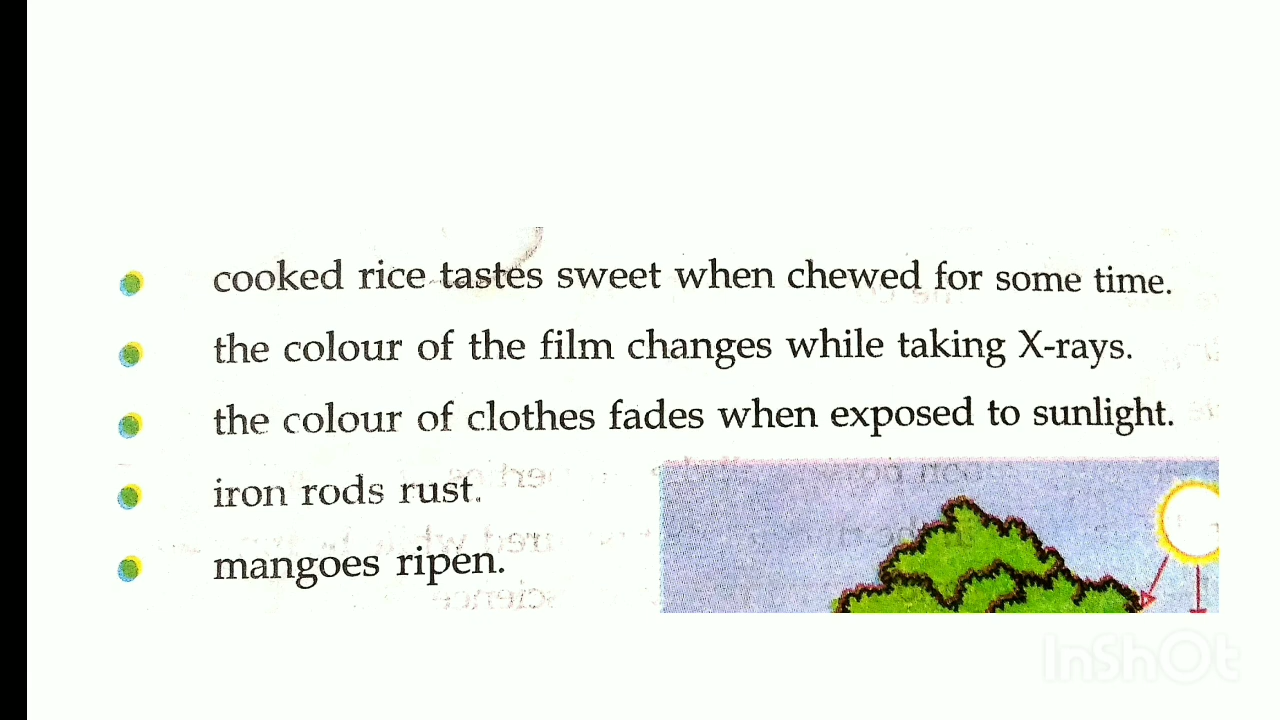 cooked rice tastes sweet when chewed for some time.
the colour of the film changes while taking X-rays.
the colour of clothes fades when exposed to sunlight.
iron rods rust.
mangoes ripen.
InShOt